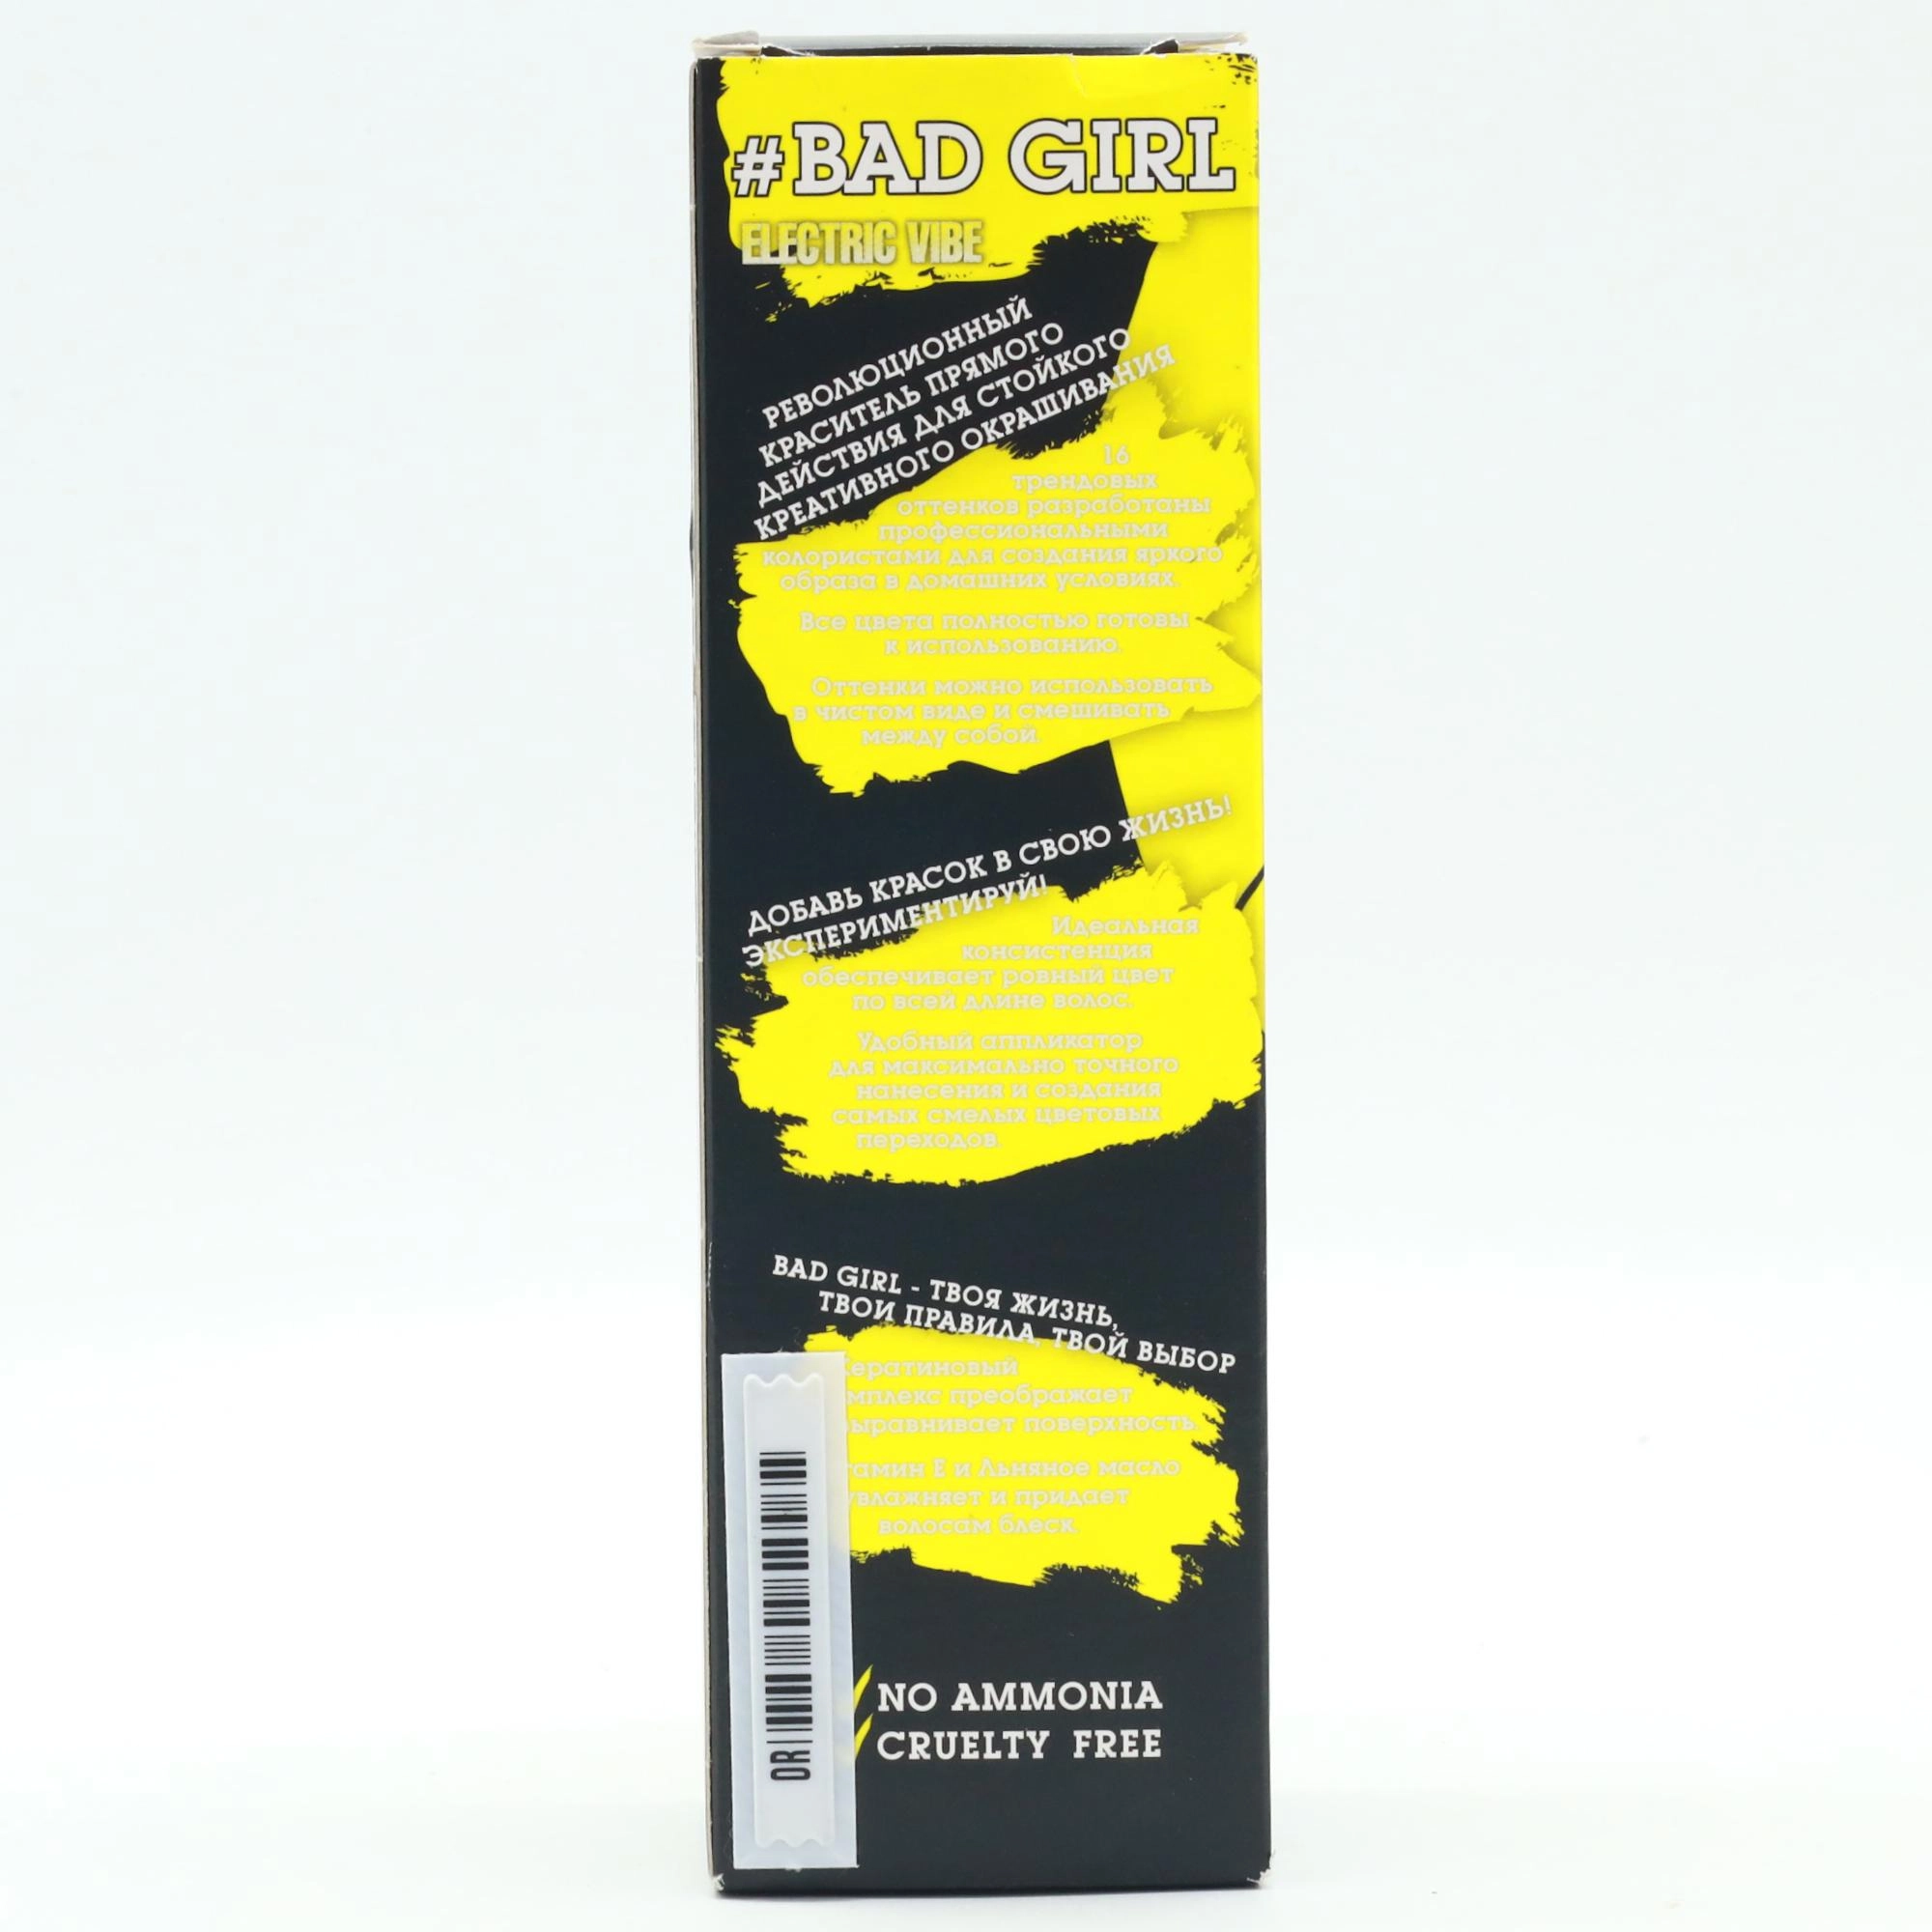 #BAD GIRL
ELECTRIC VIBE
РЕВОЛЮЦИОННЫЙ
КРАСИТЕЛЬ ПРЯМОГО
ДЕЙСТВИЯ ДЛЯ СТОЙКОГО
КРЕАТИВНОГО ОКРАШИВАНИЯ
16
трендовых
оттенков разработаны
профессиональными
колористами для создания яркого
образа в домашних условиях.
Все цвета полностью готовы
к использованию.
Оттенки можно использовать
в чистом виде и смешивать
между собой.
ДОБАВЬ КРАСОК В СВОЮ ЖИЗНЬ!
ЭКСПЕРИМЕНТИРУЙ!
Идеальная
консистенция
обеспечивает ровный цвет
по всей длине волос.
Удобный аппликатор
для максимально точного
нанесения и создания
самых смелых цветовых
переходов.
BAD GIRL - ТВОЯ ЖИЗНЬ,
ТВОИ ПРАВИЛА, ТВОЙ ВЫБОР
преображает
поверхность.
E и Льняное масло
увлажняет и придает
волосам блеск.
OR
NO AMMONIA
CRUELTY FREE